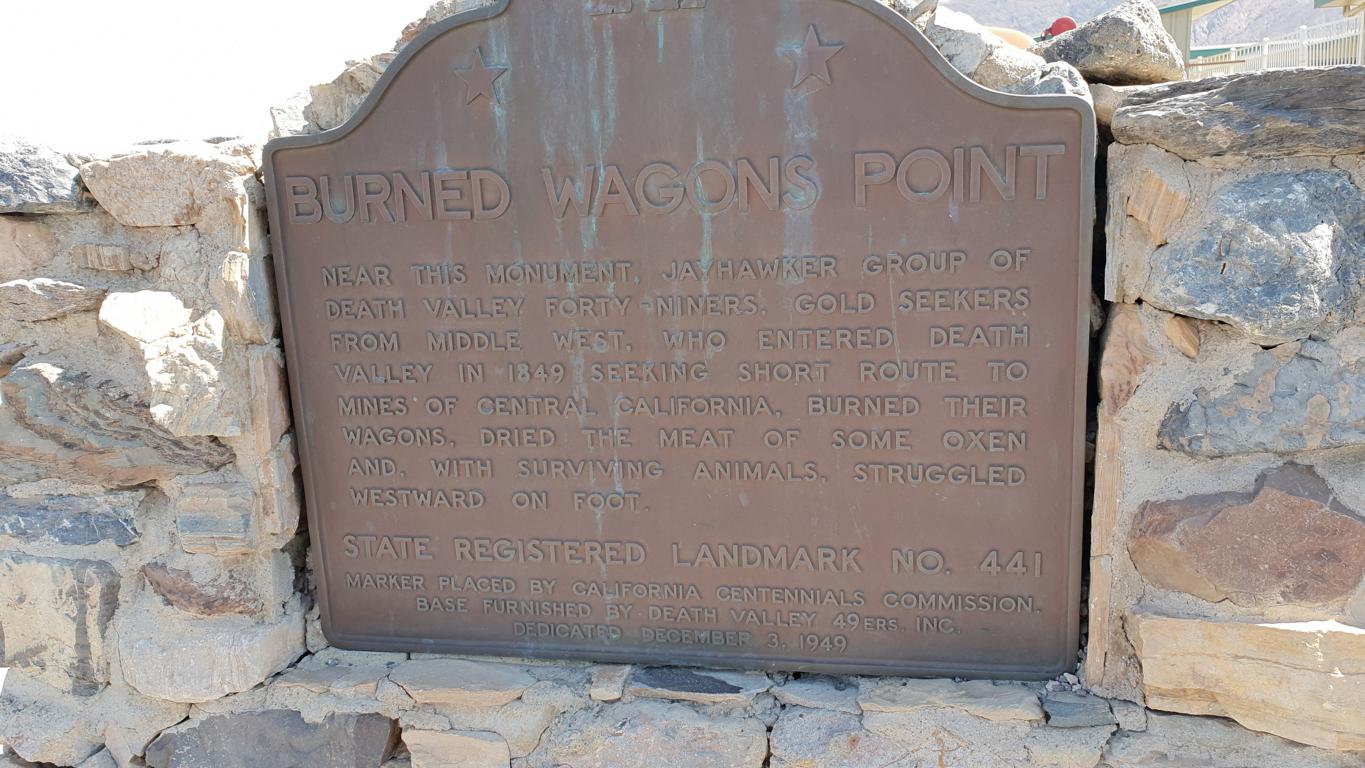 BURNED WAGONS POINT
NEAR THIS MONUMENT, JAYHAWKER GROUP OF
DEATH VALLEY FORTY-NINERS, GOLD SEEKERS
FROM MIDDLE WEST, WHO ENTERED DEATH
VALLEY IN 1849 SEEKING SHORT ROUTE TO
MINES OF CENTRAL CALIFORNIA, BURNED THEIR
WAGONS, DRIED THE MEAT OF SOME OXEN
AND, WITH SURVIVING ANIMALS, STRUGGLED
WESTWARD ON FOOT.
STATE REGISTERED LANDMARK NO. 441
MARKER PLACED BY CALIFORNIA CENTENNIALS COMMISSION.
BASE FURNISHED BY DEATH VALLEY 49ERS, INC.
DEDICATED DECEMBER 3, 1949